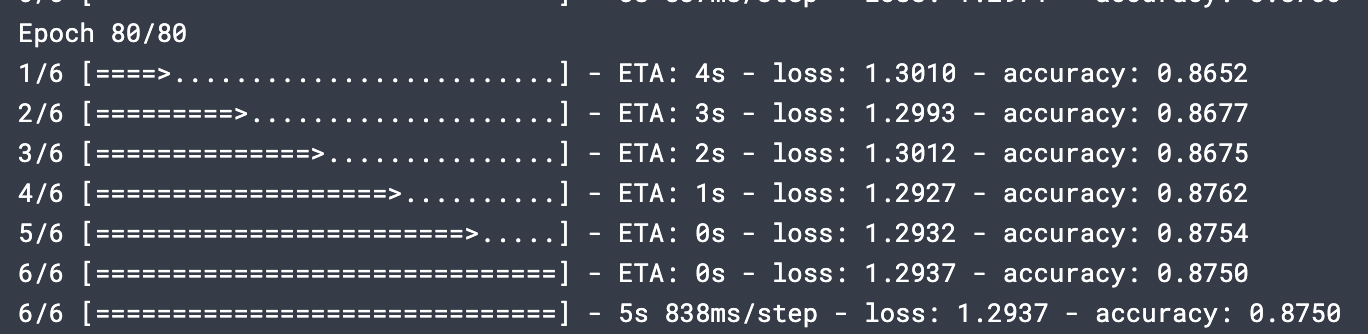 Epoch 80/80
1/6 [====>.........................] - ETA: 4s - loss: 1.3010 - accuracy: 0.8652
2/6 [=========>....................] - ETA: 3s - loss: 1.2993 - accuracy: 0.8677
3/6 [==============>...............] - ETA: 2s - loss: 1.3012 - accuracy: 0.8675
4/6 [===================>..........] - ETA: 1s - loss: 1.2927 - accuracy: 0.8762
5/6 [========================>.....] - ETA: 0s - loss: 1.2932 - accuracy: 0.8754
6/6 [==============================] - ETA: 0s - loss: 1.2937 - accuracy: 0.8750
6/6 [==============================] - 5s 838ms/step - loss: 1.2937 - accuracy: 0.8750